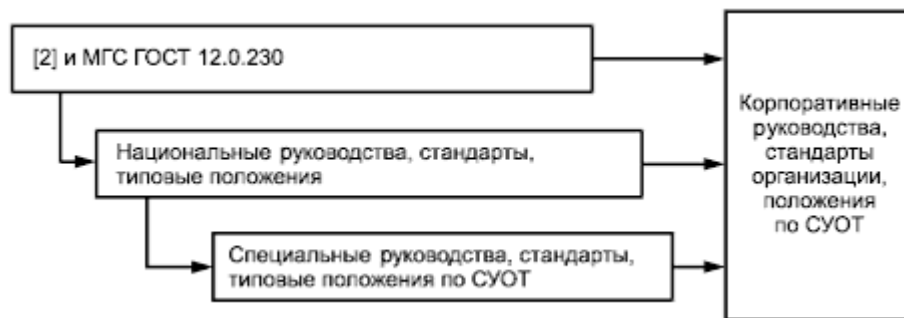 [2] и МГС ГОСТ 12.0.230
Национальные руководства, стандарты,
типовые положения
Специальные руководства, стандарты,
типовые положения по СУОТ
Корпоративные
руководства,
стандарты
организации,
положения
по СУОТ